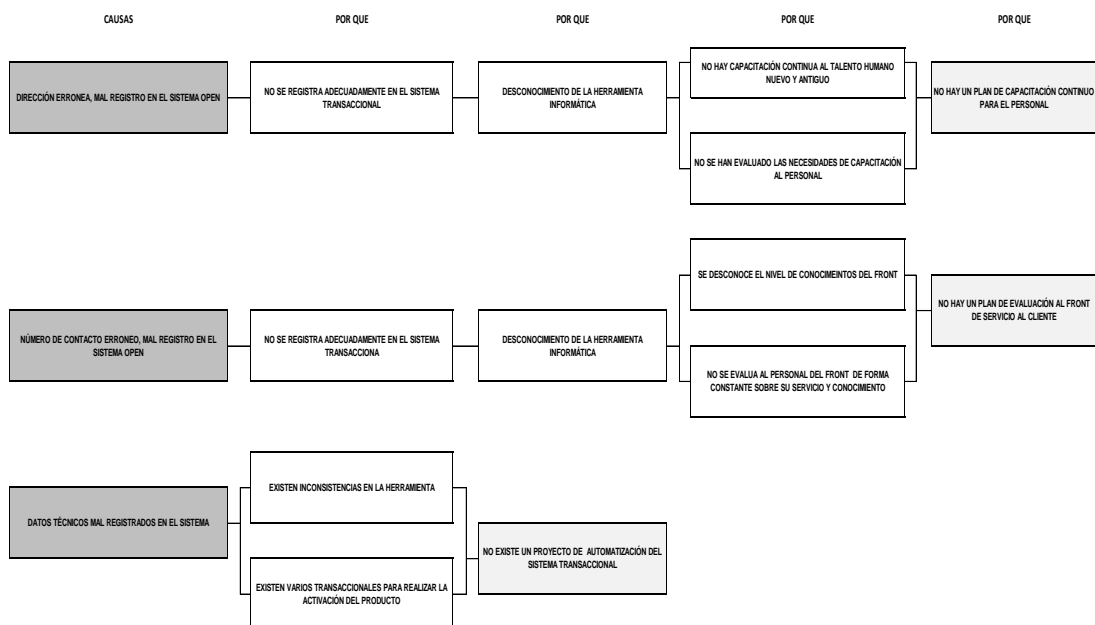 CAUSAS POR QUE POR QUE POR QUE POR QUE
DIRECCIÓN ERRONEA, MAL REGISTRO EN EL SISTEMA OPEN
NO SE REGISTRA ADECUADAMENTE EN EL SISTEMA
TRANSACCIONAL
DESCONOCIMIENTO DE LA HERRAMIENTA
INFORMÁTICA
NO HAY CAPACITACIÓN CONTINUA AL TALENTO HUMANO
NUEVO Y ANTIGUO
NO SE HAN EVALUADO LAS NECESIDADES DE CAPACITACIÓN
AL PERSONAL
NO HAY UN PLAN DE CAPACITACIÓN CONTINUO
PARA EL PERSONAL
NÚMERO DE CONTACTO ERRONEO, MAL REGISTRO EN EL
SISTEMA OPEN
NO SE REGISTRA ADECUADAMENTE EN EL SISTEMA
TRANSACCIONA
DESCONOCIMIENTO DE LA HERRAMIENTA
INFORMÁTICA
SE DESCONOCE EL NIVEL DE CONOCIMEINTOS DEL FRONT
NO SE EVALUA AL PERSONAL DEL FRONT DE FORMA
CONSTANTE SOBRE SU SERVICIO Y CONOCIMIENTO
NO HAY UN PLAN DE EVALUACIÓN AL FRONT
DE SERVICIO AL CLIENTE
DATOS TÉCNICOS MAL REGISTRADOS EN EL SISTEMA
EXISTEN INCONSISTENCIAS EN LA HERRAMIENTA
EXISTEN VARIOS TRANSACCIONALES PARA REALIZAR LA
ACTIVACIÓN DEL PRODUCTO
NO EXISTE UN PROYECTO DE AUTOMATIZACIÓN DEL
SISTEMA TRANSACCIONAL